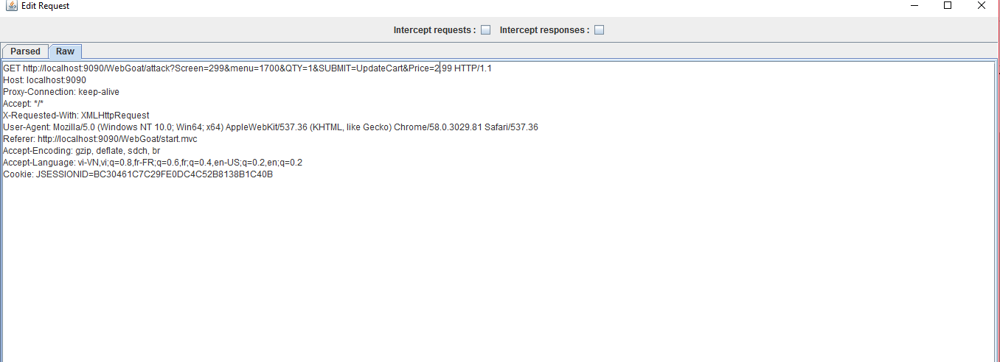 Edit Request
Intercept requests : Intercept responses :
Parsed Raw
GET http://localhost:9090/WebGoat/attack?Screen=299&menu=1700&QTY=1&SUBMIT=UpdateCart&Price=2.99 HTTP/1.1
Host: localhost:9090
Proxy-Connection: keep-alive
Accept: */*
X-Requested-With: XMLHttpRequest
User-Agent: Mozilla/5.0 (Windows NT 10.0; Win64; x64) AppleWebKit/537.36 (KHTML, like Gecko) Chrome/58.0.3029.81 Safari/537.36
Referer: http://localhost:9090/WebGoat/start.mvc
Accept-Encoding: gzip, deflate, sdch, br
Accept-Language: vi-VN,vi;q=0.8,fr-FR;q=0.6,fr;q=0.4,en-US;q=0.2,en;q=0.2
Cookie: JSESSIONID=BC30461C7C29FE0DC4C52B8138B1C40B